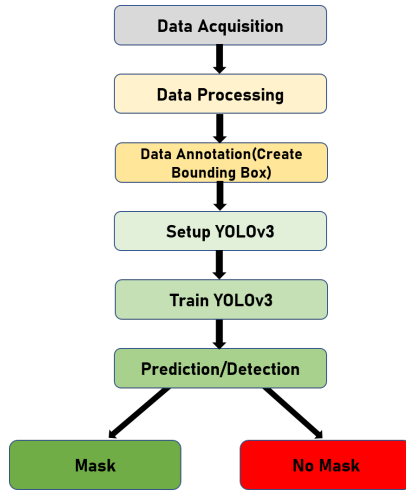 Data Acquisition
Data Processing
Data Annotation(Create
Bounding Box)
Setup YOLOv3
Train YOLOv3
Prediction/Detection
Mask
No Mask